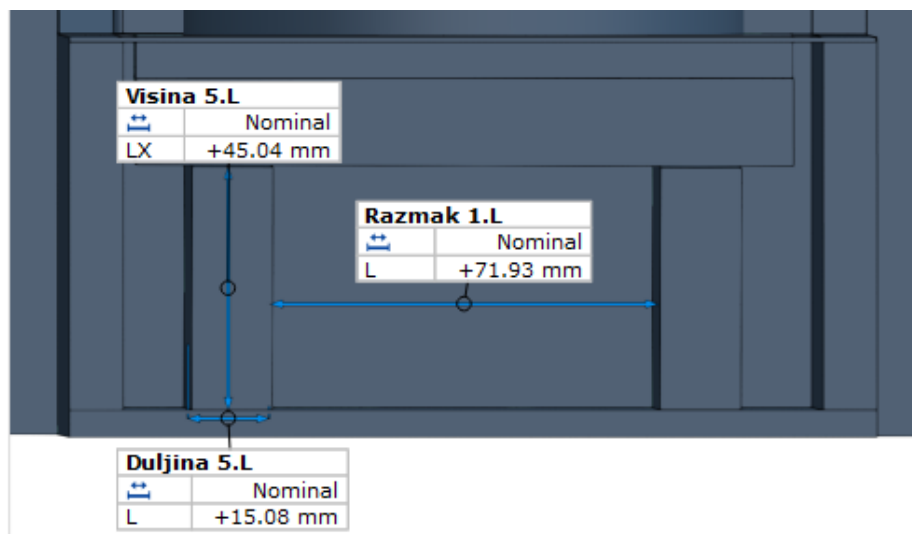 Visina 5.L
Nominal
LX +45.04 mm
Razmak 1.L
Nominal
L +71.93 mm
Duljina 5.L
Nominal
L +15.08 mm